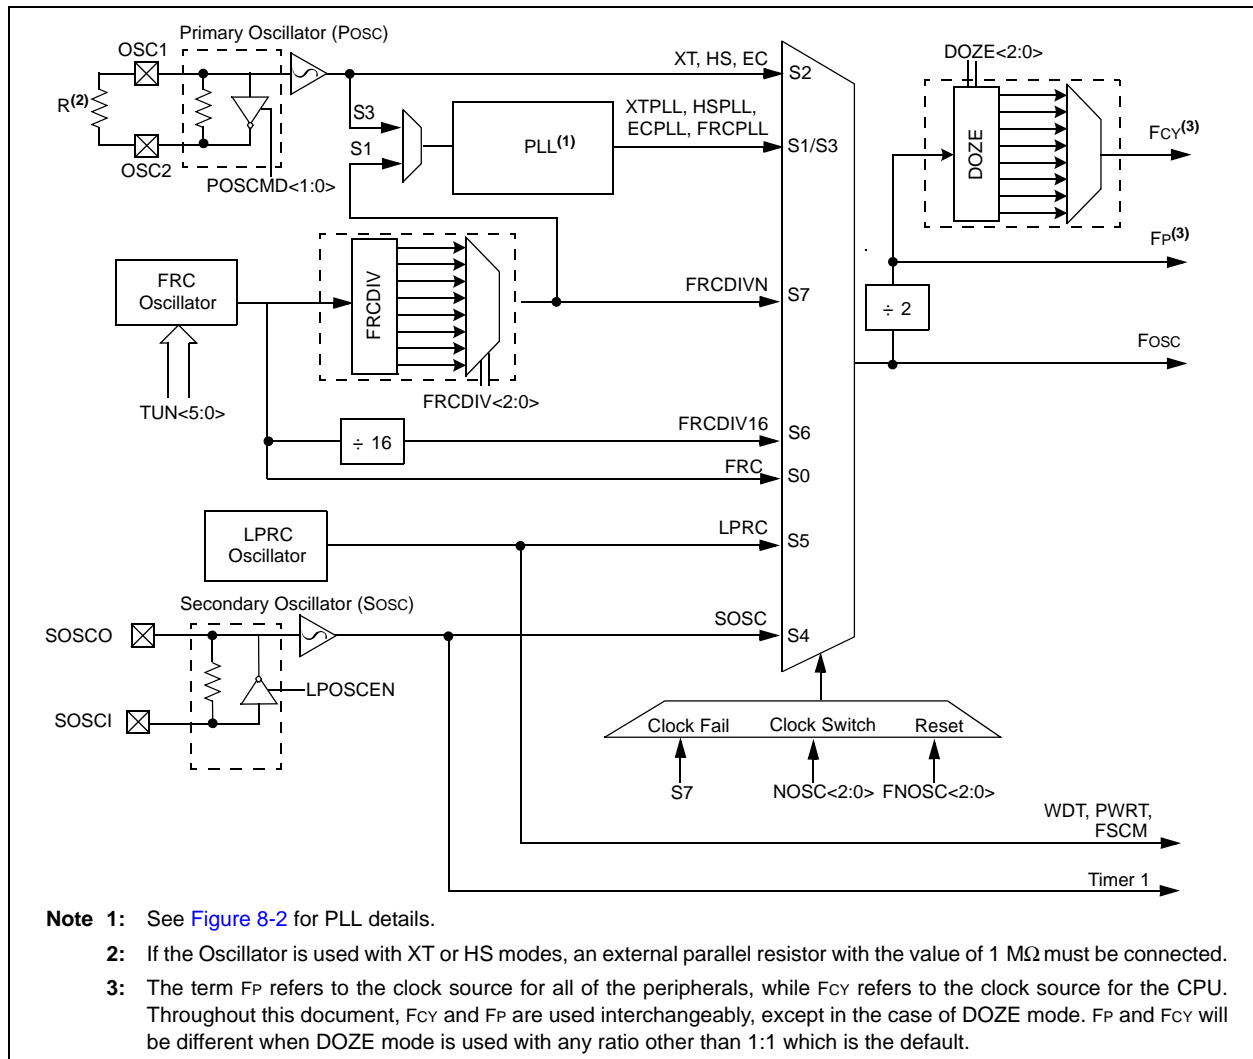 Primary Oscillator (POSC)
OSC1
R(2)
OSC2
POSCMD<1:0>
S3
S1
PLL(1)
XT, HS, EC
XTPLL, HSPLL,
ECPLL, FRCPLL
S2
S1/S3
DOZE<2:0>
DOZE
FCY(3)
FP(3)
÷ 2
FOSC
FRC
Oscillator
TUN<5:0>
FRCDIV
FRCDIV<2:0>
FRCDIVN
S7
÷ 16
FRCDIV16
S6
FRC
S0
LPRC
Oscillator
LPRC
S5
Secondary Oscillator (SOSC)
SOSCO
SOSCI
LPOSCEN
SOSC
S4
Clock Fail
Clock Switch
Reset
S7
NOSC<2:0>
FNOSC<2:0>
WDT, PWRT,
FSCM
Timer 1
Note 1: See Figure 8-2 for PLL details.
2: If the Oscillator is used with XT or HS modes, an external parallel resistor with the value of 1 MΩ must be connected.
3: The term FP refers to the clock source for all of the peripherals, while FCY refers to the clock source for the CPU.
Throughout this document, FCY and FP are used interchangeably, except in the case of DOZE mode. FP and FCY will
be different when DOZE mode is used with any ratio other than 1:1 which is the default.